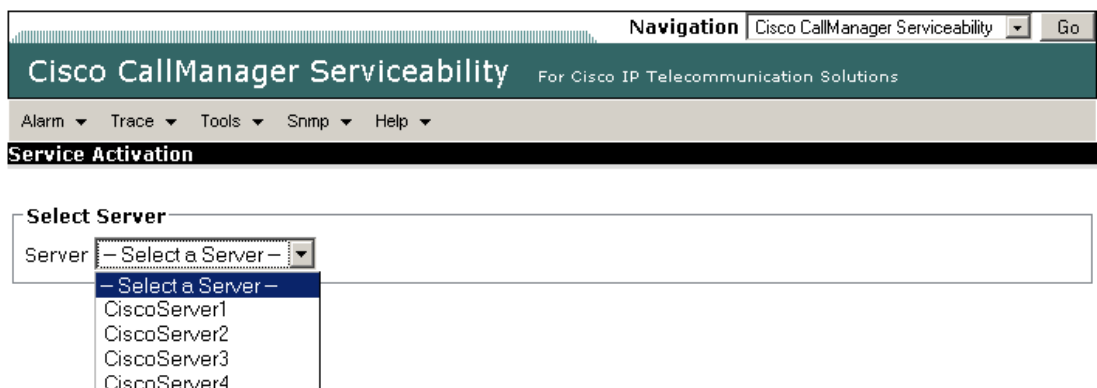 Navigation Cisco CallManager Serviceability Go
Cisco CallManager Serviceability For Cisco IP Telecommunication Solutions
Alarm Trace Tools Snmp Help
Service Activation
Select Server
Server – Select a Server –
– Select a Server –
CiscoServer1
CiscoServer2
CiscoServer3
CiscoServer4